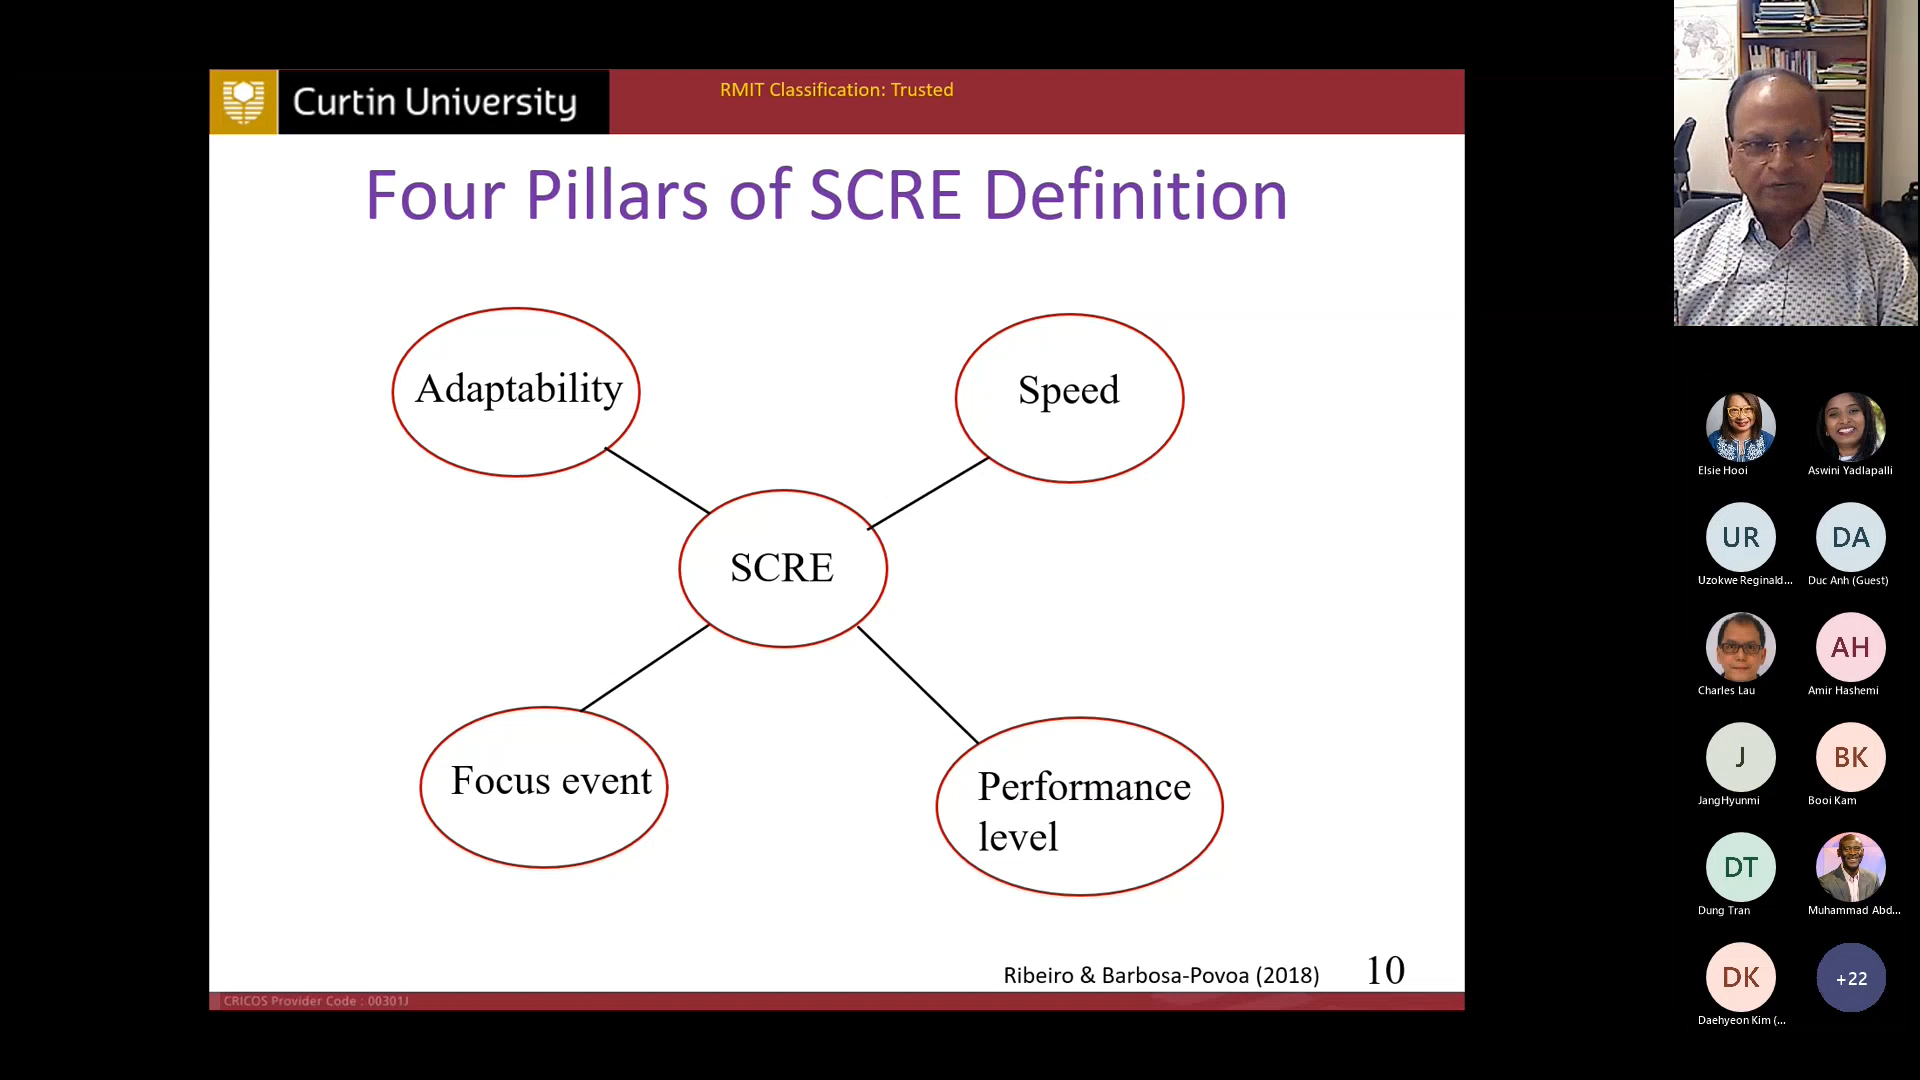 Curtin University
RMIT Classification: Trusted
Four Pillars of SCRE Definition
Adaptability
Speed
SCRE
Focus event
Performance
level
Ribeiro & Barbosa-Povoa (2018)
10
CRICOS Provider Code : 00301J
Elsie Hooi
Aswini Yadlapalli
UR
DA
Uzokwe Reginald...
Duc Anh (Guest)
AH
Charles Lau
Amir Hashemi
J
BK
JangHyunmi
Booi Kam
DT
Dung Tran
Muhammad Abd...
DK
+22
Daehyeon Kim (...